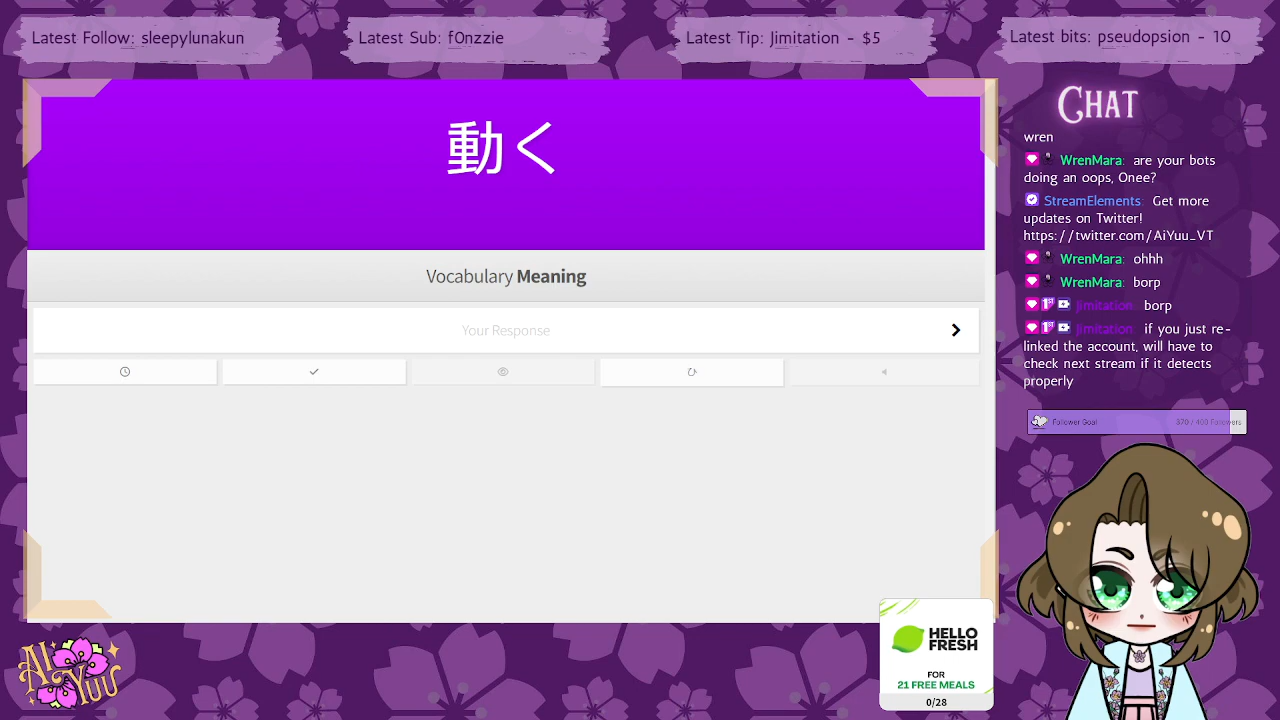 Latest Follow: sleepylunakun
Latest Sub: f0nzzie
Latest Tip: Jimitation - $5
Latest bits: pseudopsion - 10
動く
Vocabulary Meaning
Your Response
CHAT
wren
WrenMara: are your bots
doing an oops, Onee?
StreamElements: Get more
updates on Twitter!
https://twitter.com/AiYuu_VT
WrenMara: ohhh
WrenMara: borp
Jimitation: borp
Jimitation: if you just re-
linked the account, will have to
check next stream if it detects
properly
Follower Goal
370 / 400 Followers
AI
YUU
HELLO
FRESH
FOR
21 FREE MEALS
0/28